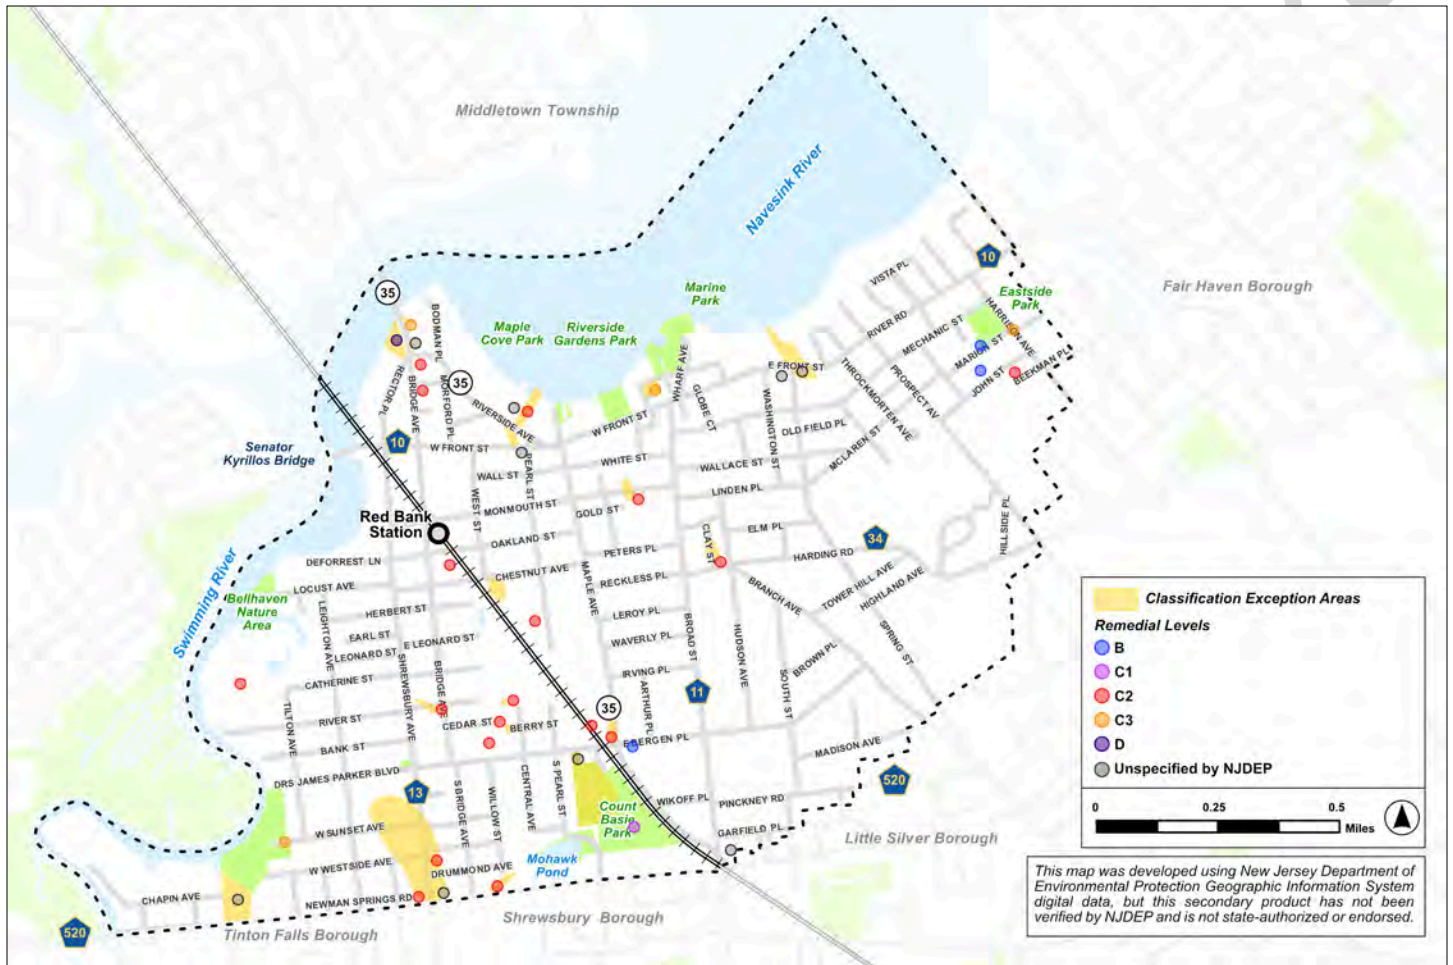 Middletown Township
Navesink River
Fair Haven Borough
10
VISTA PL
Marine
Park
Eastside
Park
35
BODMAN PL
Maple
Cove Park
Riverside
Gardens Park
RIVER RD
HARRISON AVE
MECHANIC ST
MARION ST
BEEKMAN PL
JOHN ST
E FRONT ST
WHARF AVE
THROCKMORTEN AVE
PROSPECT AV
RECTOR PL
BRIDGE AVE
MORFORD PL
35
RIVERSIDE AVE
GLOBE CT
WASHINGTON ST
OLD FIELD PL
MCLAREN ST
W FRONT ST
10
W FRONT ST
Senator
Kyrillos Bridge
WALL ST
PEARL ST
WHITE ST
WALLACE ST
LINDEN PL
WEST ST
MONMOUTH ST
GOLD ST
HILLSIDE PL
Red Bank
Station
ELM PL
34
OAKLAND ST
PETERS PL
CLAY ST
HARDING RD
DEFORREST LN
LOCUST AVE
CHESTNUT AVE
MAPLE AVE
RECKLESS PL
BRANCH AVE
TOWER HILL AVE
HIGHLAND AVE
Swimming River
Bellhaven
Nature
Area
LEIGHTON AVE
HERBERT ST
LEROY PL
EARL ST
E LEONARD ST
LEONARD ST
WAVERLY PL
BROAD ST
HUDSON AVE
SPRING ST
SHREWSBURY AVE
BRIDGE AVE
CATHERINE ST
IRVING PL
BROWN PL
SOUTH ST
11
ARTHUR PL
35
TILTON AVE
RIVER ST
CEDAR ST
BERRY ST
BANK ST
E BERGEN PL
MADISON AVE
DRS JAMES PARKER BLVD
520
13
S BRIDGE AVE
WILLOW ST
CENTRAL AVE
S PEARL ST
WIKOFF PL
PINCKNEY RD
Count
Basie
Park
W SUNSET AVE
GARFIELD PL
Little Silver Borough
W WESTSIDE AVE
DRUMMOND AVE
Mohawk
Pond
CHAPIN AVE
NEWMAN SPRINGS RD
Shrewsbury Borough
520
Tinton Falls Borough
Classification Exception Areas
Remedial Levels
B
C1
C2
C3
D
Unspecified by NJDEP
0 0.25 0.5
Miles
This map was developed using New Jersey Department of
Environmental Protection Geographic Information System
digital data, but this secondary product has not been
verified by NJDEP and is not state-authorized or endorsed.